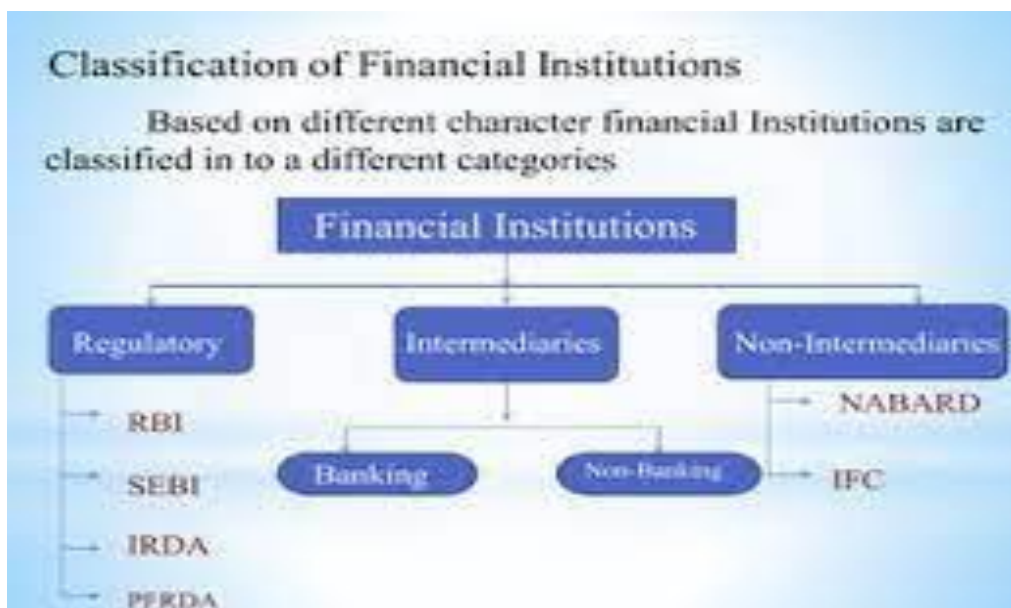 Classification of Financial Institutions
Based on different character financial Institutions are
classified in to a different categories
Financial Institutions
Regulatory
Intermediaries
Non-Intermediaries
RBI
SEBI
IRDA
PFRDA
Banking
Non-Banking
NABARD
IFC